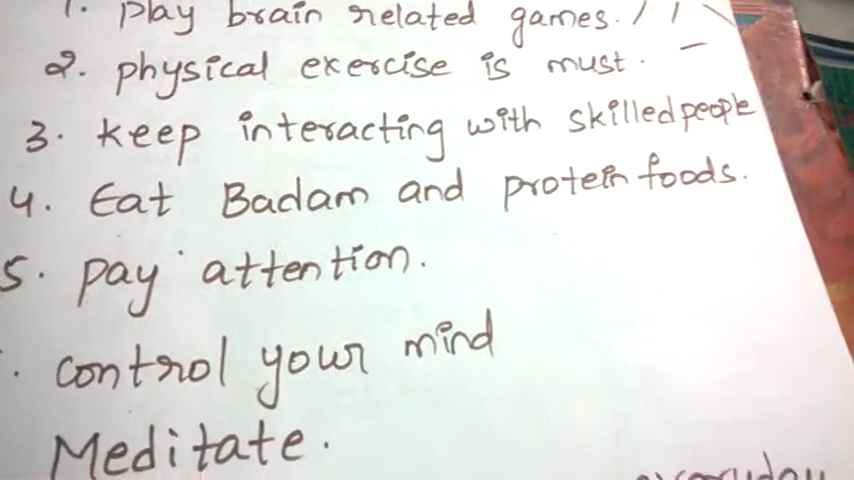 1. play brain related games.
2. physical exercise is must.
3. keep interacting with skilled people
4. Eat Badam and protein foods.
5. pay attention.
. control your mind
Meditate.